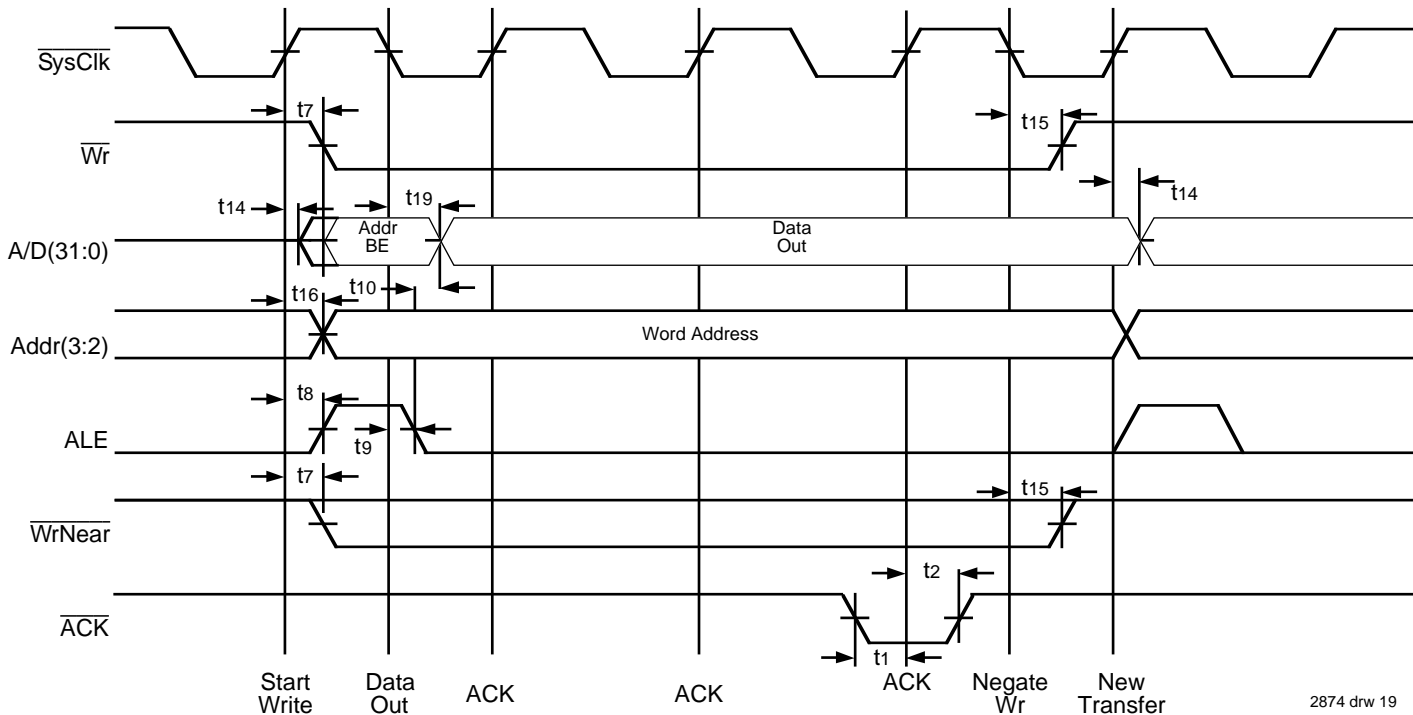 SysClk
t7
t15
Wr
t14
t19
t14
Addr
BE
Data
Out
A/D(31:0)
t16
t10
Word Address
Addr(3:2)
t8
t9
ALE
t7
t15
WrNear
t2
ACK
t1
Start
Write
Data
Out
ACK
ACK
ACK
Negate
Wr
New
Transfer
2874 drw 19